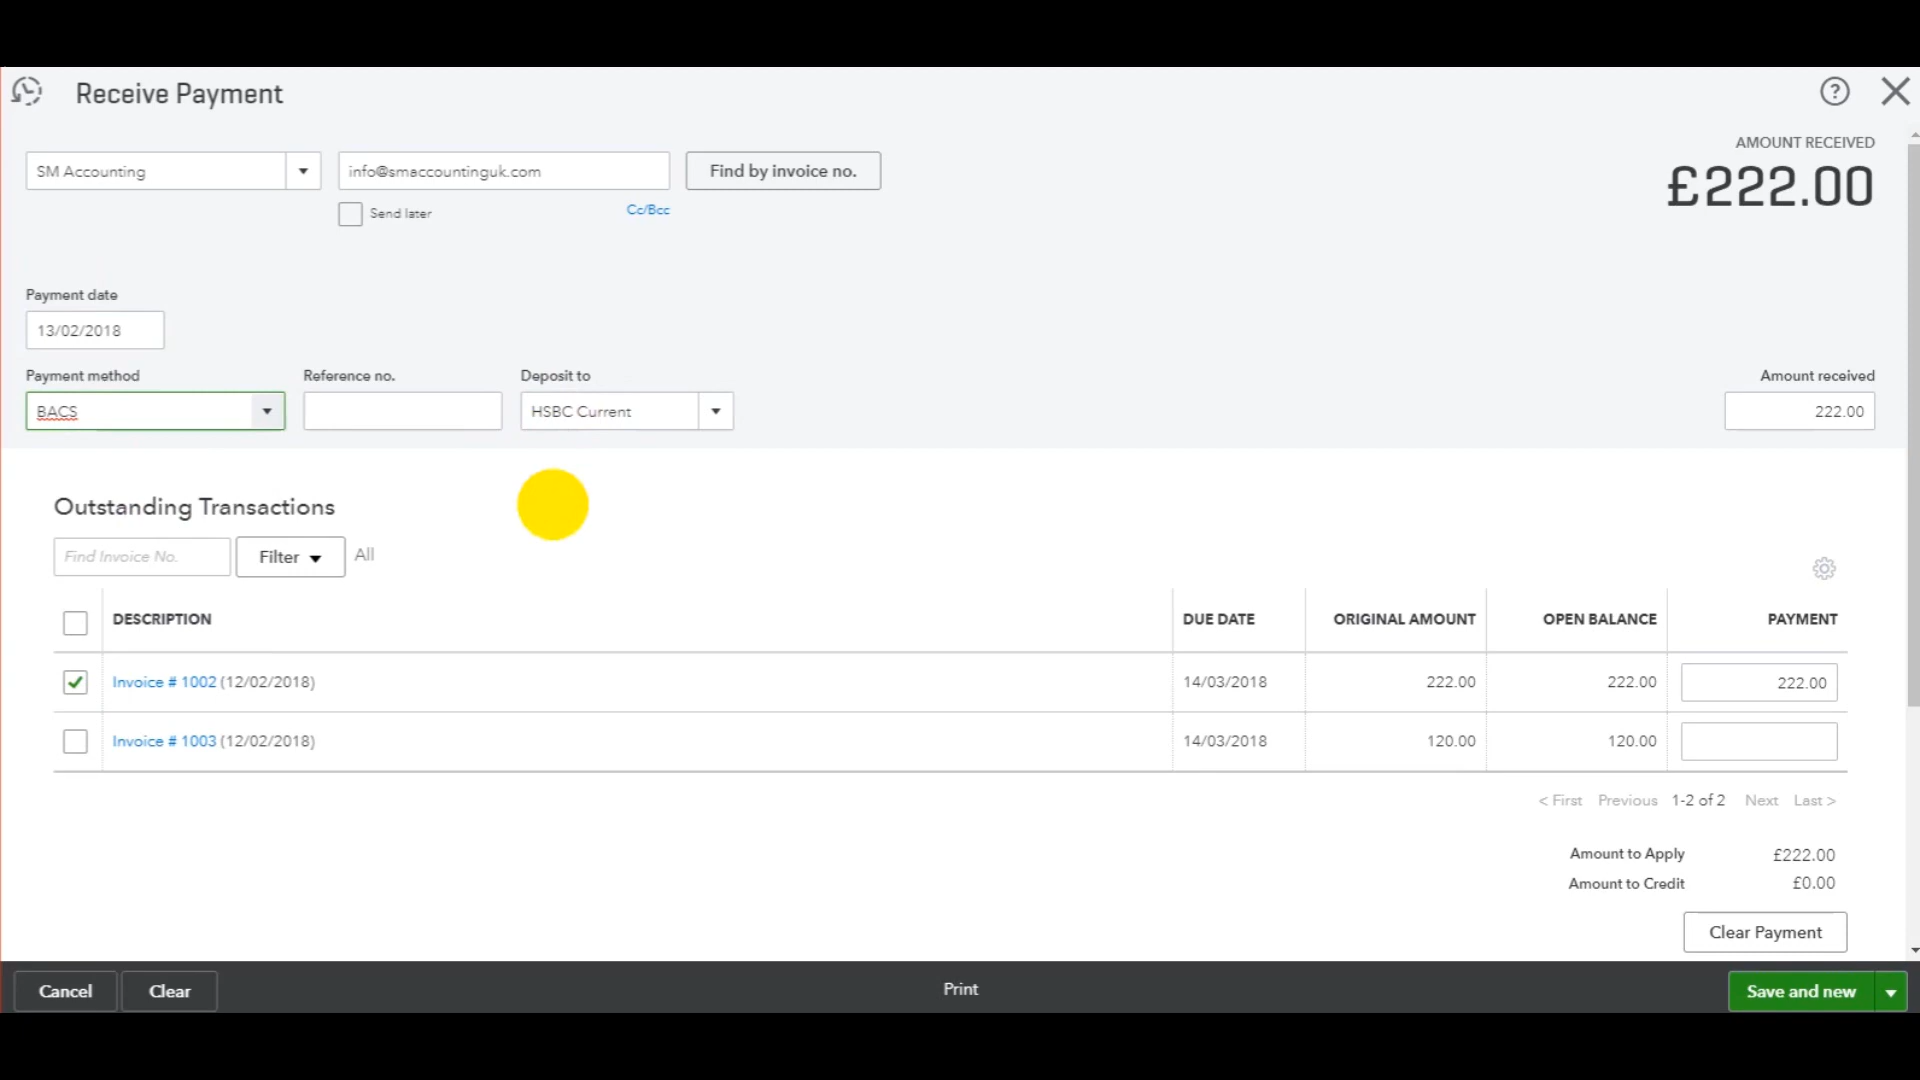 Receive Payment
?
AMOUNT RECEIVED
£222.00
SM Accounting
info@smaccountinguk.com
Find by invoice no.
Send later
Cc/Bcc
Payment date
13/02/2018
Payment method
Reference no.
Deposit to
Amount received
BACS
HSBC Current
222.00
Outstanding Transactions
Find Invoice No.
Filter
All
DESCRIPTION DUE DATE ORIGINAL AMOUNT OPEN BALANCE PAYMENT
Invoice # 1002 (12/02/2018) 14/03/2018 222.00 222.00 222.00
Invoice # 1003 (12/02/2018) 14/03/2018 120.00 120.00
< First Previous 1-2 of 2 Next Last >
Amount to Apply £222.00
Amount to Credit £0.00
Clear Payment
Cancel
Clear
Print
Save and new